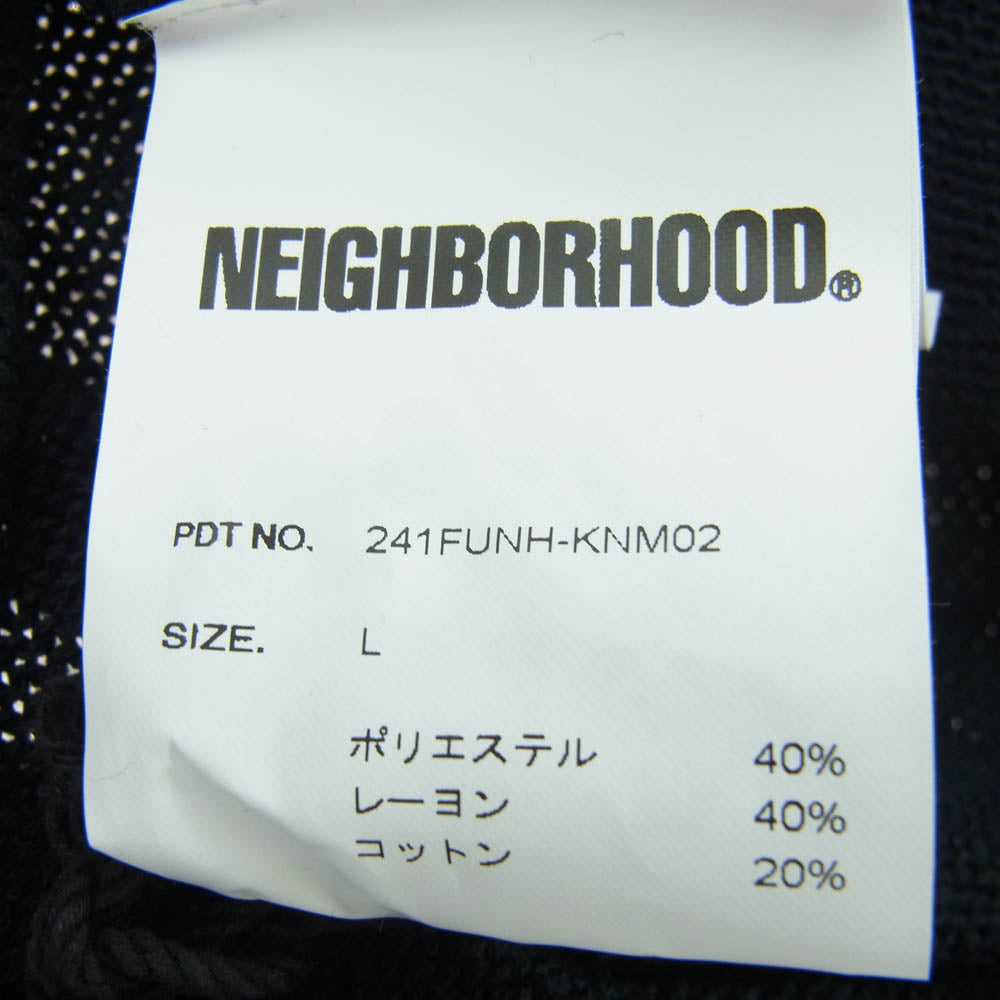 NEIGHBORHOOD®
PDT NO. 241FUNH-KNM02
SIZE. L
ポリエステル 40%
レーヨン 40%
コットン 20%